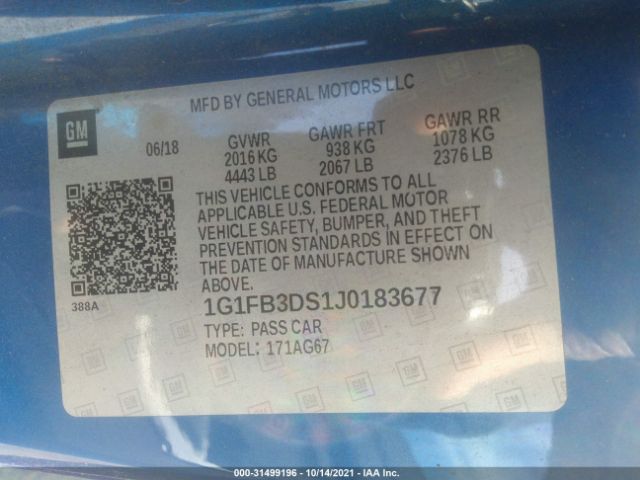 MFD BY GENERAL MOTORS LLC
GM
06/18 GVWR GAWR FRT GAWR RR
2016 KG 938 KG 1078 KG
4443 LB 2067 LB 2376 LB
THIS VEHICLE CONFORMS TO ALL
APPLICABLE U.S. FEDERAL MOTOR
VEHICLE SAFETY, BUMPER, AND THEFT
PREVENTION STANDARDS IN EFFECT ON
THE DATE OF MANUFACTURE SHOWN
ABOVE.
388A
1G1FB3DS1J0183677
TYPE: PASS CAR
MODEL: 171AG67
000-31499196 - 10/14/2021 - IAA Inc.